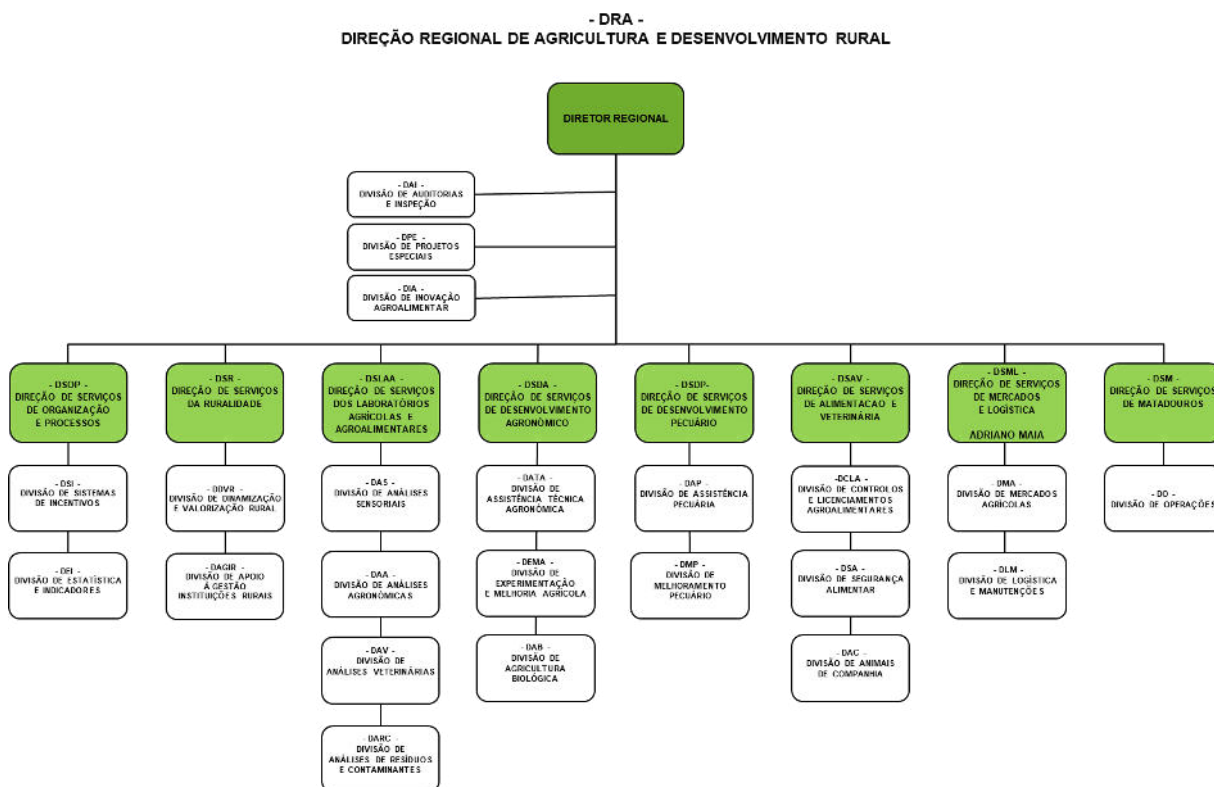 - DRA -
DIREÇÃO REGIONAL DE AGRICULTURA E DESENVOLVIMENTO RURAL
DIRETOR REGIONAL
- DAI -
DIVISÃO DE AUDITORIAS
E INSPEÇÃO
- DPE -
DIVISÃO DE PROJETOS
ESPECIAIS
- DIA -
DIVISÃO DE INOVAÇÃO
AGROALIMENTAR
- DSOP -
DIREÇÃO DE SERVIÇOS
DE ORGANIZAÇÃO
E PROCESSOS
- DSR -
DIREÇÃO DE SERVIÇOS
DA RURALIDADE
- DSLAA -
DIREÇÃO DE SERVIÇOS
DOS LABORATÓRIOS
AGRÍCOLAS E
AGROALIMENTARES
- DSDA -
DIREÇÃO DE SERVIÇOS
DE DESENVOLVIMENTO
AGRONÓMICO
- DSDP-
DIREÇÃO DE SERVIÇOS
DE DESENVOLVIMENTO
PECUÁRIO
- DSAV -
DIREÇÃO DE SERVIÇOS
DE ALIMENTACAO E
VETERINÁRIA
- DSML -
DIREÇÃO DE SERVIÇOS
DE MERCADOS
E LOGÍSTICA
ADRIANO MAIA
- DSM -
DIREÇÃO DE SERVIÇOS
DE MATADOUROS
- DSI -
DIVISÃO DE SISTEMAS
DE INCENTIVOS
- DDVR -
DIVISÃO DE DINAMIZAÇÃO
E VALORIZAÇÃO RURAL
- DAS -
DIVISÃO DE ANÁLISES
SENSORIAIS
- DATA -
DIVISÃO DE
ASSISTÊNCIA TÉCNICA
AGRONÓMICA
- DAP -
DIVISÃO DE ASSISTÊNCIA
PECUÁRIA
-DCLA -
DIVISÃO DE CONTROLOS
E LICENCIAMENTOS
AGROALIMENTARES
- DMA -
DIVISÃO DE MERCADOS
AGRÍCOLAS
- DO -
DIVISÃO DE OPERAÇÕES
- DEI -
DIVISÃO DE ESTATÍSTICA
E INDICADORES
- DAGIR -
DIVISÃO DE APOIO
À GESTÃO
INSTITUIÇÕES RURAIS
- DAA -
DIVISÃO DE ANÁLISES
AGRONÓMICAS
- DEMA -
DIVISÃO DE
EXPERIMENTAÇÃO
E MELHORIA AGRÍCOLA
- DMP -
DIVISÃO DE
MELHORAMENTO
PECUÁRIO
- DSA -
DIVISÃO DE SEGURANÇA
ALIMENTAR
- DLM -
DIVISÃO DE LOGÍSTICA
E MANUTENÇÕES
- DAV -
DIVISÃO DE
ANÁLISES VETERINÁRIAS
- DAB -
DIVISÃO DE
AGRICULTURA
BIOLÓGICA
- DAC -
DIVISÃO DE ANIMAIS
DE COMPANHIA
- DARC -
DIVISÃO DE
ANÁLISES DE RESÍDUOS
E CONTAMINANTES